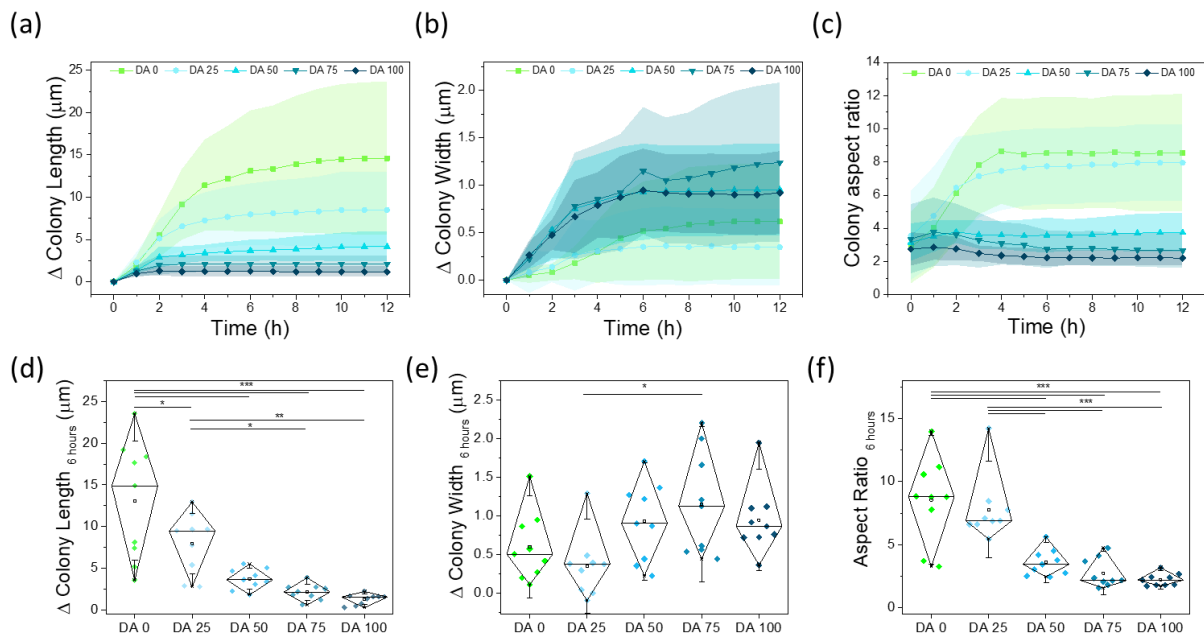 (a)
DA 0 DA 25 DA 50 DA 75 DA 100
Δ Colony Length (μm)
25
20
15
10
5
0
0 2 4 6 8 10 12
Time (h)
(b)
DA 0 DA 25 DA 50 DA 75 DA 100
Δ Colony Width (μm)
2.0
1.6
1.2
0.8
0.4
0.0
0 2 4 6 8 10 12
Time (h)
(c)
DA 0 DA 25 DA 50 DA 75 DA 100
Colony aspect ratio
14
12
10
8
6
4
2
0
0 2 4 6 8 10 12
Time (h)
(d)
Δ Colony Length 6 hours (μm)
25
20
15
10
5
0
***
*
**
*
DA 0 DA 25 DA 50 DA 75 DA 100
(e)
Δ Colony Width 6 hours (μm)
2.5
2.0
1.5
1.0
0.5
0.0
*
DA 0 DA 25 DA 50 DA 75 DA 100
(f)
Aspect Ratio 6 hours
15
10
5
0
***
***
DA 0 DA 25 DA 50 DA 75 DA 100